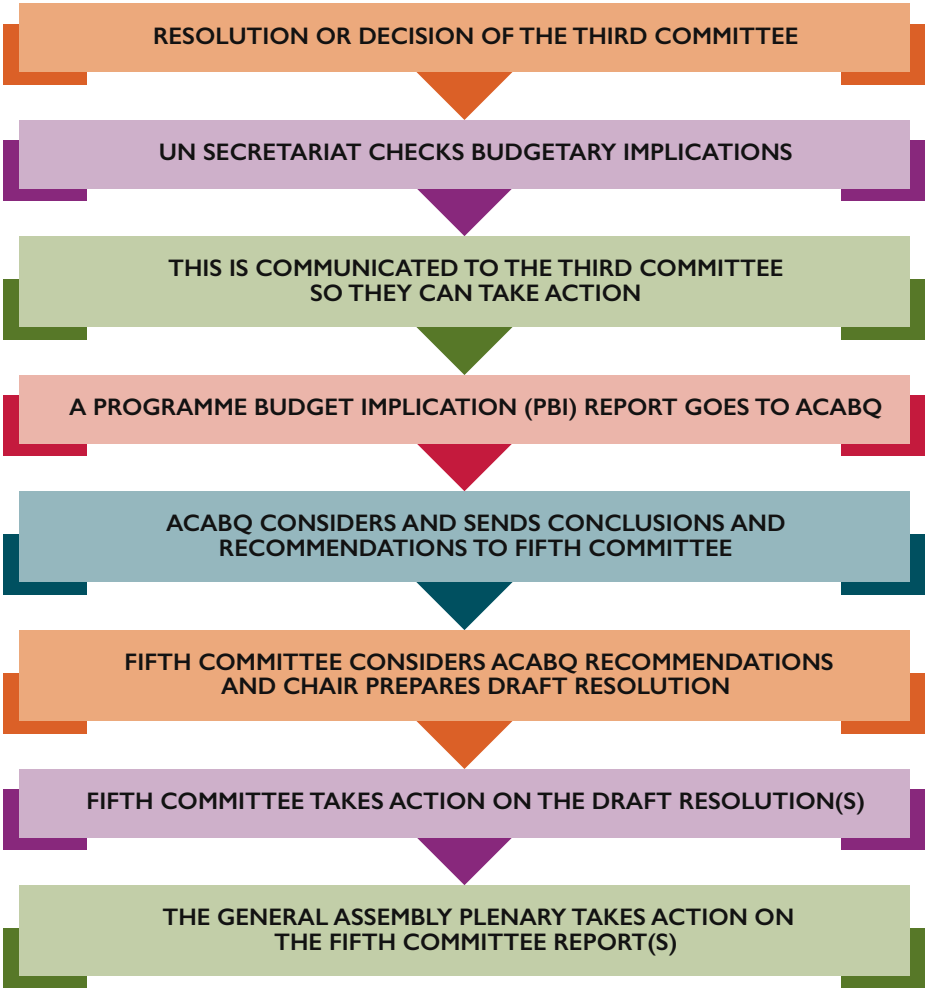 RESOLUTION OR DECISION OF THE THIRD COMMITTEE
UN SECRETARIAT CHECKS BUDGETARY IMPLICATIONS
THIS IS COMMUNICATED TO THE THIRD COMMITTEE
SO THEY CAN TAKE ACTION
A PROGRAMME BUDGET IMPLICATION (PBI) REPORT GOES TO ACABQ
ACABQ CONSIDERS AND SENDS CONCLUSIONS AND
RECOMMENDATIONS TO FIFTH COMMITTEE
FIFTH COMMITTEE CONSIDERS ACABQ RECOMMENDATIONS
AND CHAIR PREPARES DRAFT RESOLUTION
FIFTH COMMITTEE TAKES ACTION ON THE DRAFT RESOLUTION(S)
THE GENERAL ASSEMBLY PLENARY TAKES ACTION ON
THE FIFTH COMMITTEE REPORT(S)